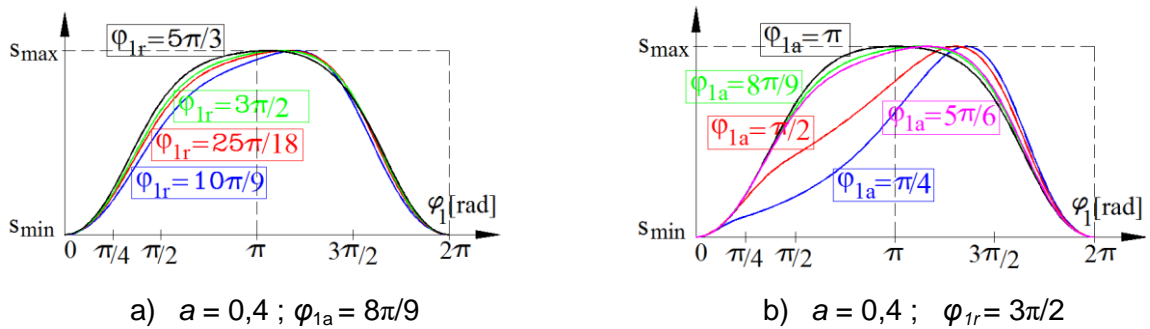 φ1r=5π/3
smax
φ1r=3π/2
φ1r=25π/18
φ1r=10π/9
smin
φ1[rad]
0 π/4 π/2 π 3π/2 2π
a) a = 0,4 ; φ1a = 8π/9
φ1a=π
smax
φ1a=8π/9
φ1a=π/2
φ1a=5π/6
φ1a=π/4
smin
φ1[rad]
0 π/4 π/2 π 3π/2 2π
b) a = 0,4 ; φ1r = 3π/2